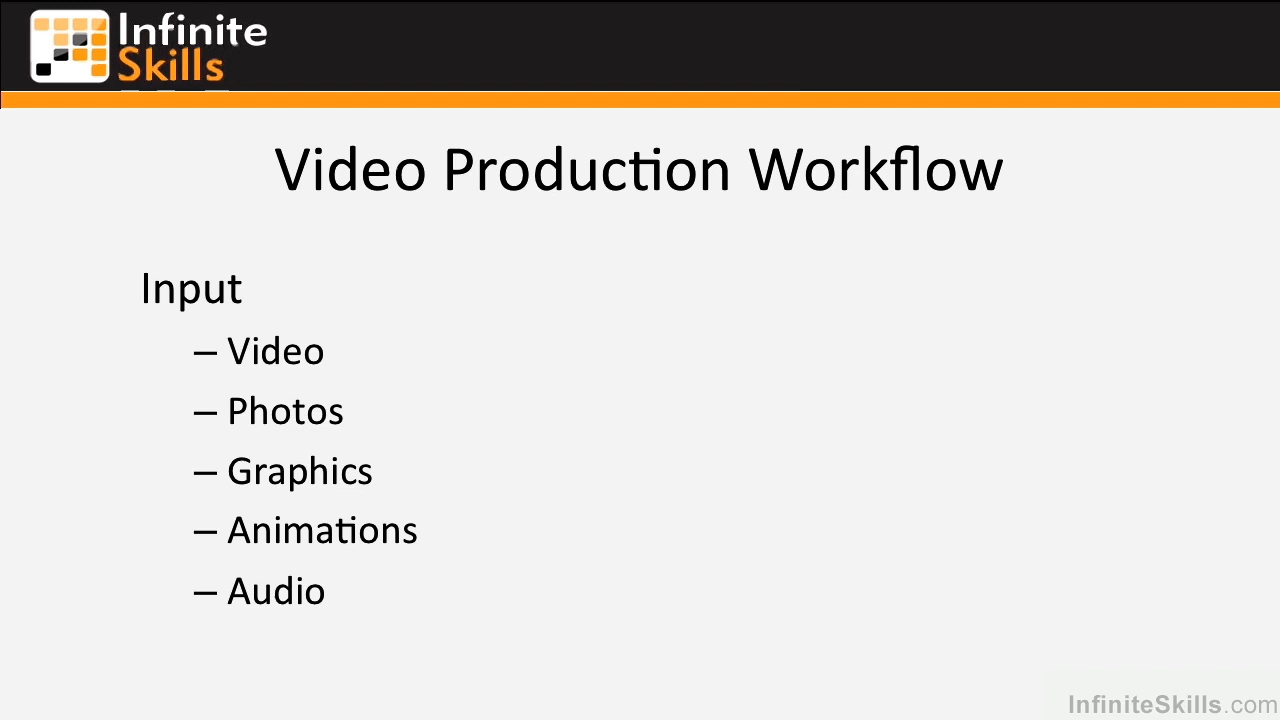 Infinite
Skills
Video Production Workflow
Input
– Video
– Photos
– Graphics
– Animations
– Audio
InfiniteSkills.com